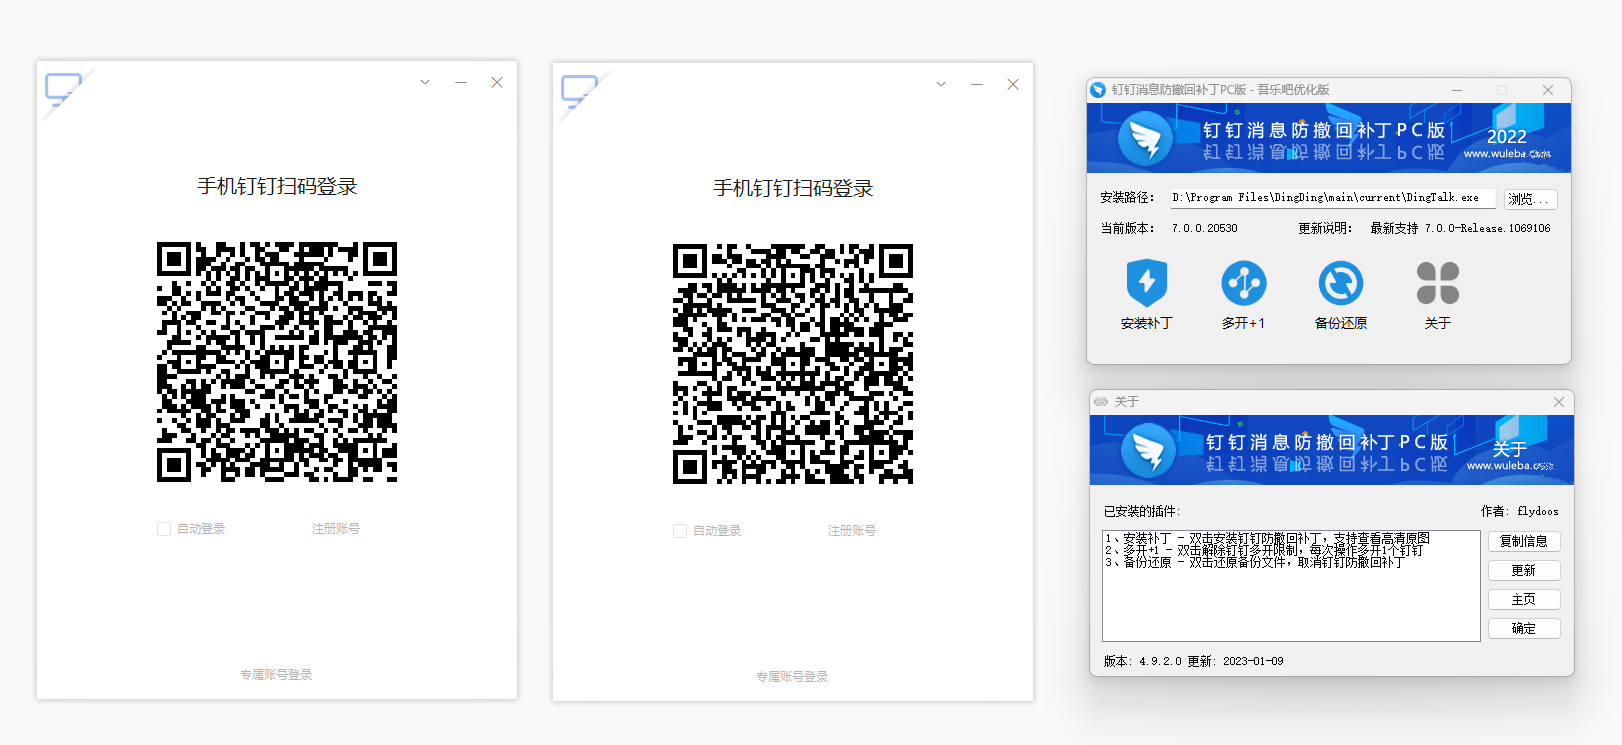 手机钉钉扫码登录
自动登录
注册账号
专属账号登录
手机钉钉扫码登录
自动登录
注册账号
专属账号登录
钉钉消息防撤回补丁PC版 - 吾乐吧优化版
钉钉消息防撤回补丁PC版
2022
www.wuleba.com
安装路径：
D:\Program Files\DingDing\main\current\DingTalk.exe
浏览...
当前版本： 7.0.0.20530
更新说明： 最新支持 7.0.0-Release.1069106
安装补丁
多开+1
备份还原
关于
关于
钉钉消息防撤回补丁PC版
关于
www.wuleba.com
已安装的插件:
作者: flydoos
1、安装补丁 - 双击安装钉钉防撤回补丁，支持查看高清原图
2、多开+1 - 双击解除钉钉多开限制，每次操作多开1个钉钉
3、备份还原 - 双击还原备份文件，取消钉钉防撤回补丁
复制信息
更新
主页
确定
版本: 4.9.2.0 更新: 2023-01-09